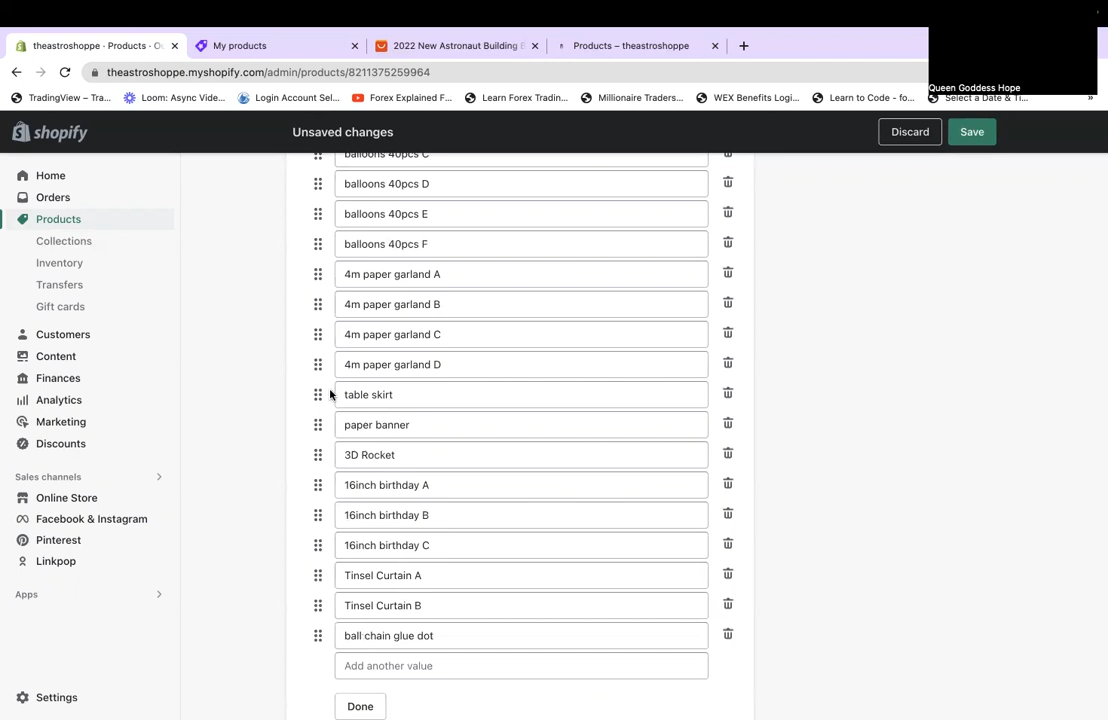 theastroshoppe · Products · Ou
My products
2022 New Astronaut Building B
Products – theastroshoppe
theastroshoppe.myshopify.com/admin/products/8211375259964
Queen Goddess Hope
TradingView – Tra...
Loom: Async Vide...
Login Account Sel...
Forex Explained F...
Learn Forex Tradin...
Millionaire Traders...
WEX Benefits Logi...
Learn to Code - fo...
Select a Date & Ti...
»
shopify
Unsaved changes
Discard
Save
Home
Orders
Products
Collections
Inventory
Transfers
Gift cards
Customers
Content
Finances
Analytics
Marketing
Discounts
Sales channels
Online Store
Facebook & Instagram
Pinterest
Linkpop
Apps
Settings
balloons 40pcs C
balloons 40pcs D
balloons 40pcs E
balloons 40pcs F
4m paper garland A
4m paper garland B
4m paper garland C
4m paper garland D
table skirt
paper banner
3D Rocket
16inch birthday A
16inch birthday B
16inch birthday C
Tinsel Curtain A
Tinsel Curtain B
ball chain glue dot
Add another value
Done